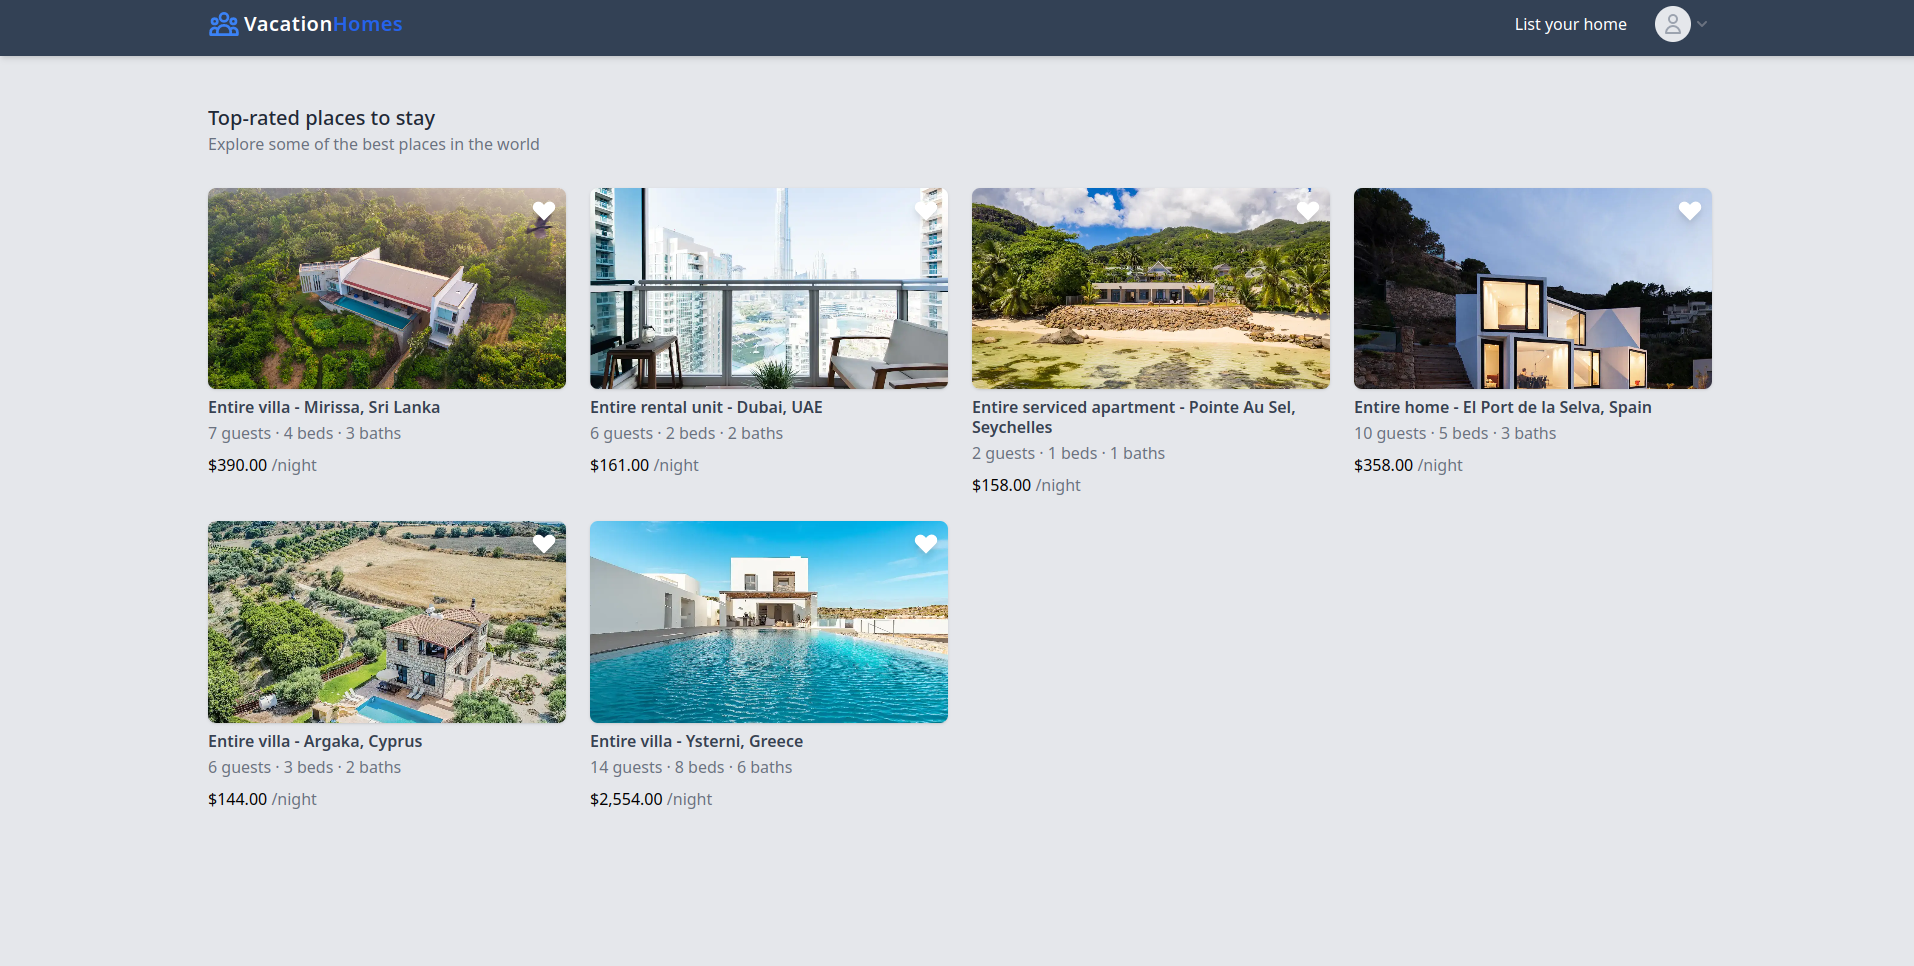 VacationHomes
List your home
Top-rated places to stay
Explore some of the best places in the world
Entire villa - Mirissa, Sri Lanka
7 guests · 4 beds · 3 baths
$390.00 /night
Entire rental unit - Dubai, UAE
6 guests · 2 beds · 2 baths
$161.00 /night
Entire serviced apartment - Pointe Au Sel,
Seychelles
2 guests · 1 beds · 1 baths
$158.00 /night
Entire home - El Port de la Selva, Spain
10 guests · 5 beds · 3 baths
$358.00 /night
Entire villa - Argaka, Cyprus
6 guests · 3 beds · 2 baths
$144.00 /night
Entire villa - Ysterni, Greece
14 guests · 8 beds · 6 baths
$2,554.00 /night